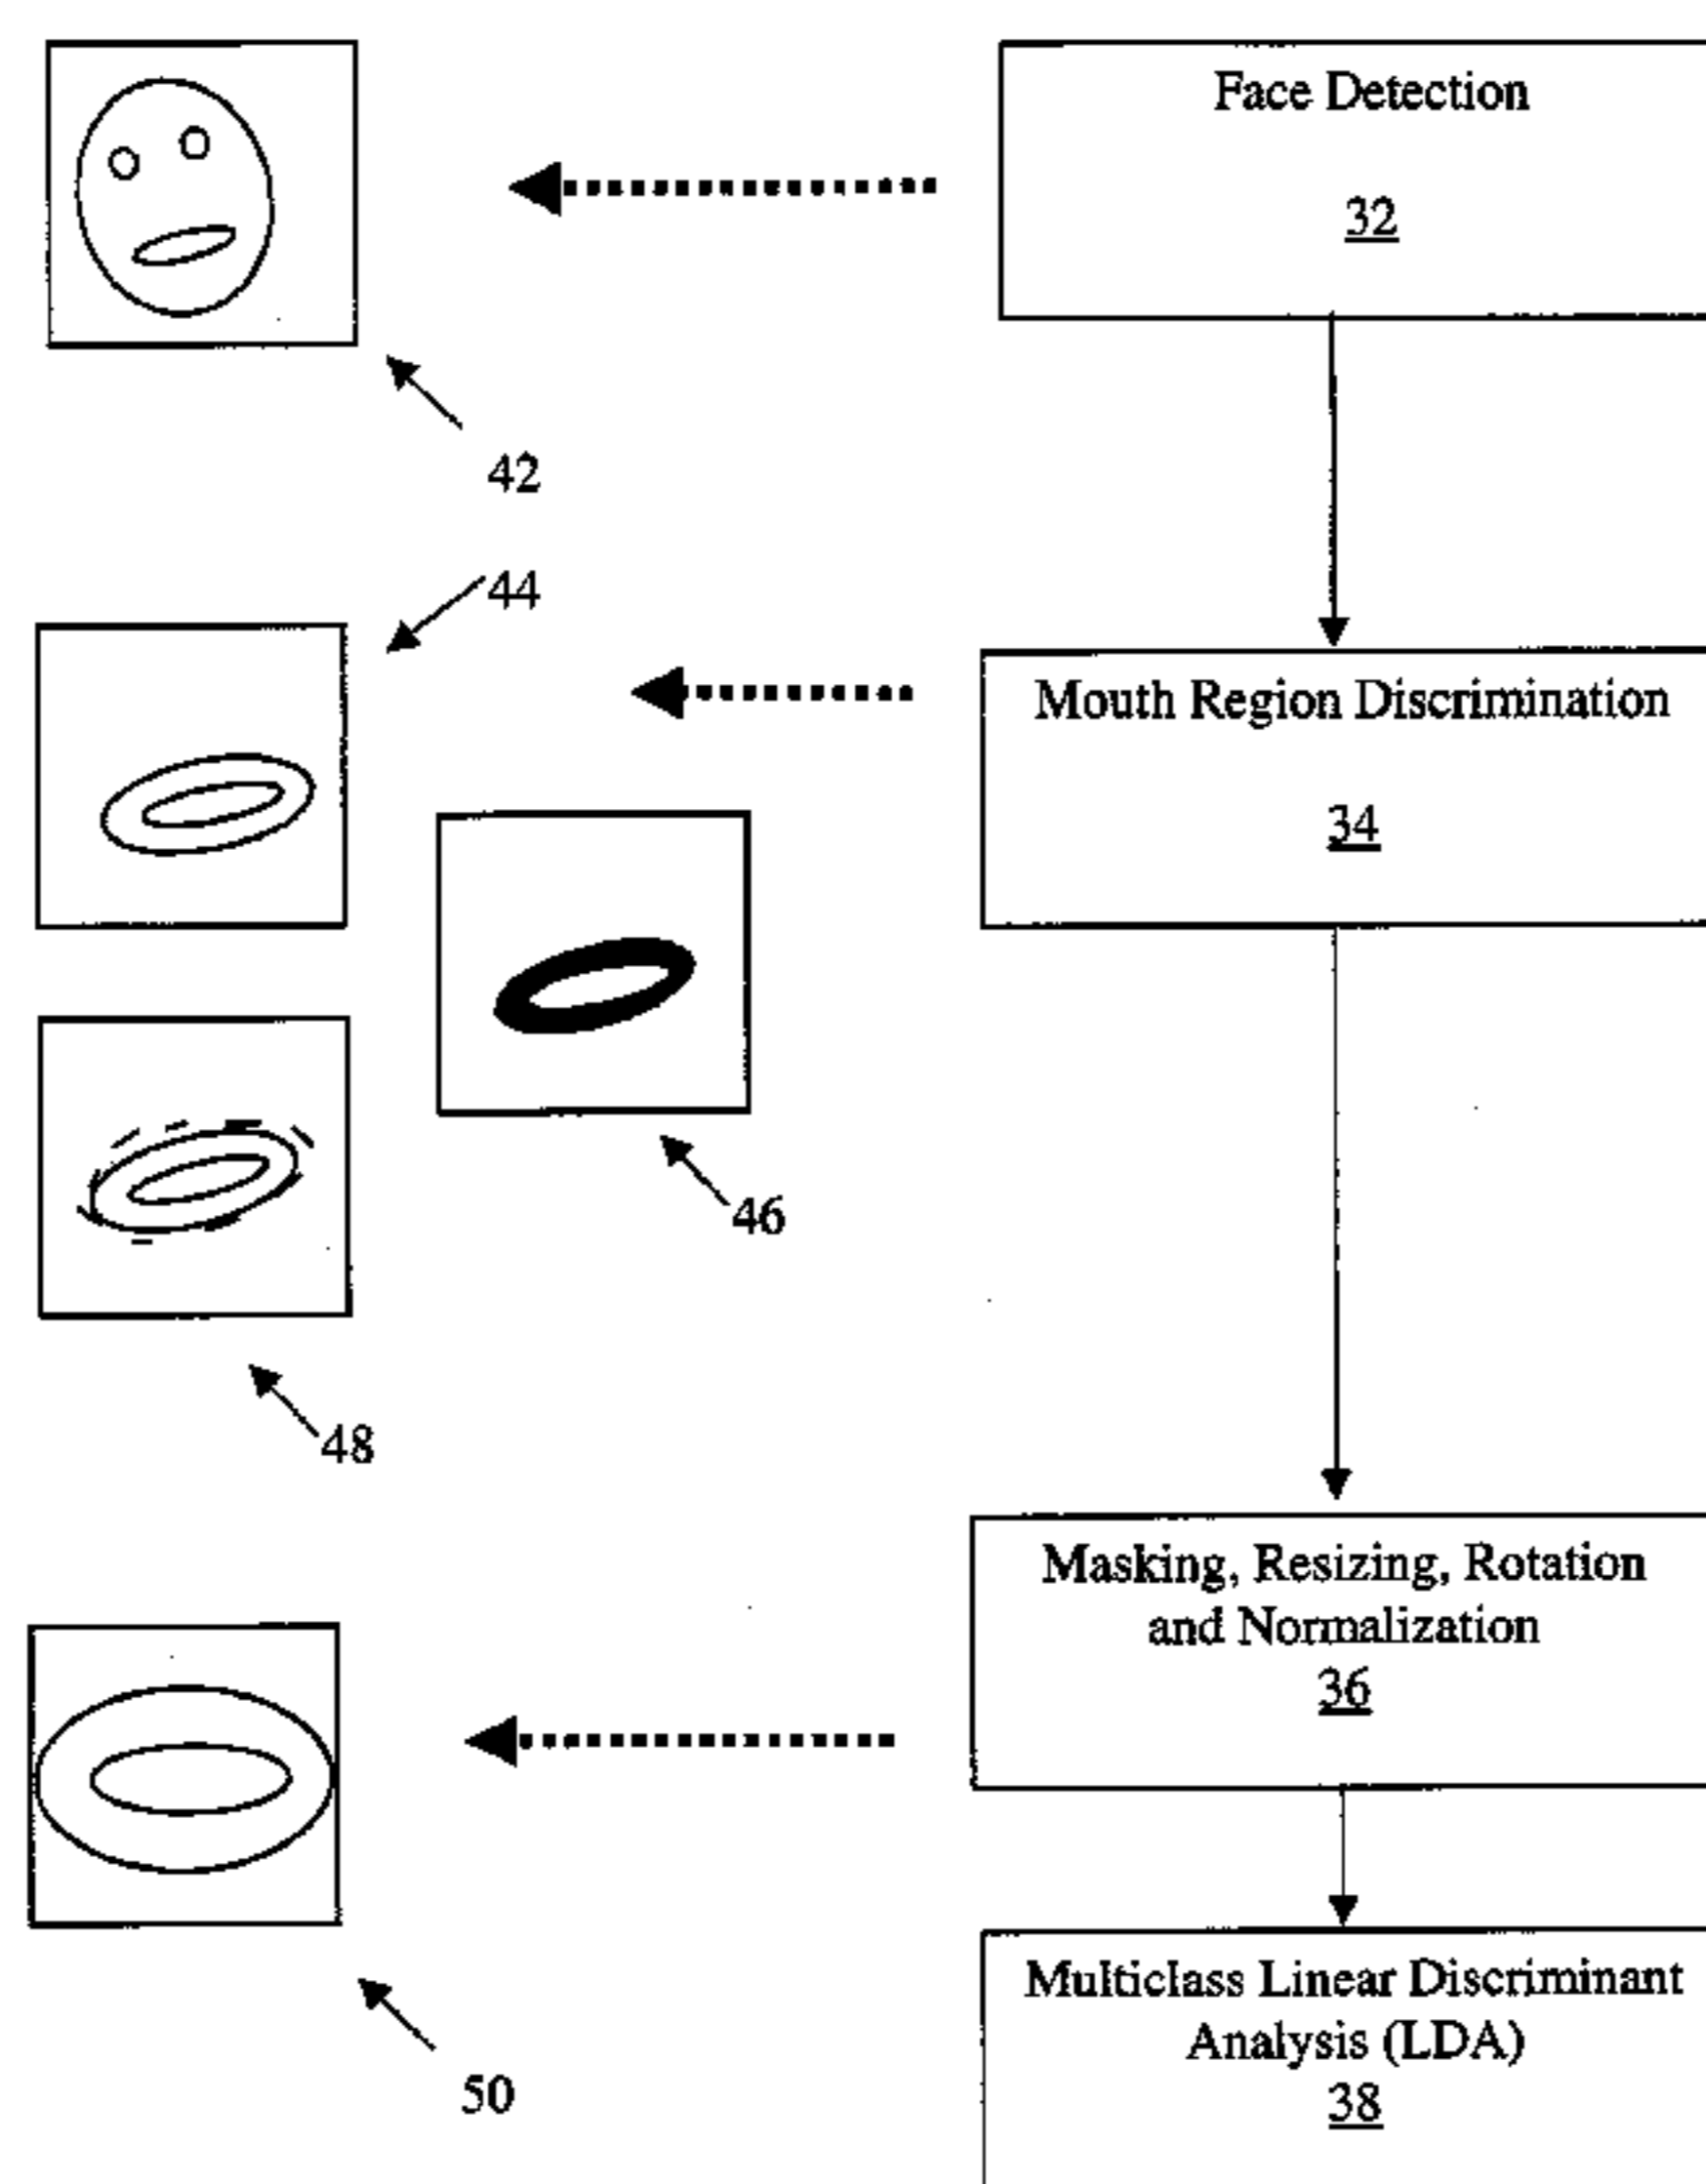 Face Detection
32
42
44
Mouth Region Discrimination
34
46
48
Masking, Resizing, Rotation
and Normalization
36
Multiclass Linear Discriminant
Analysis (LDA)
38
50